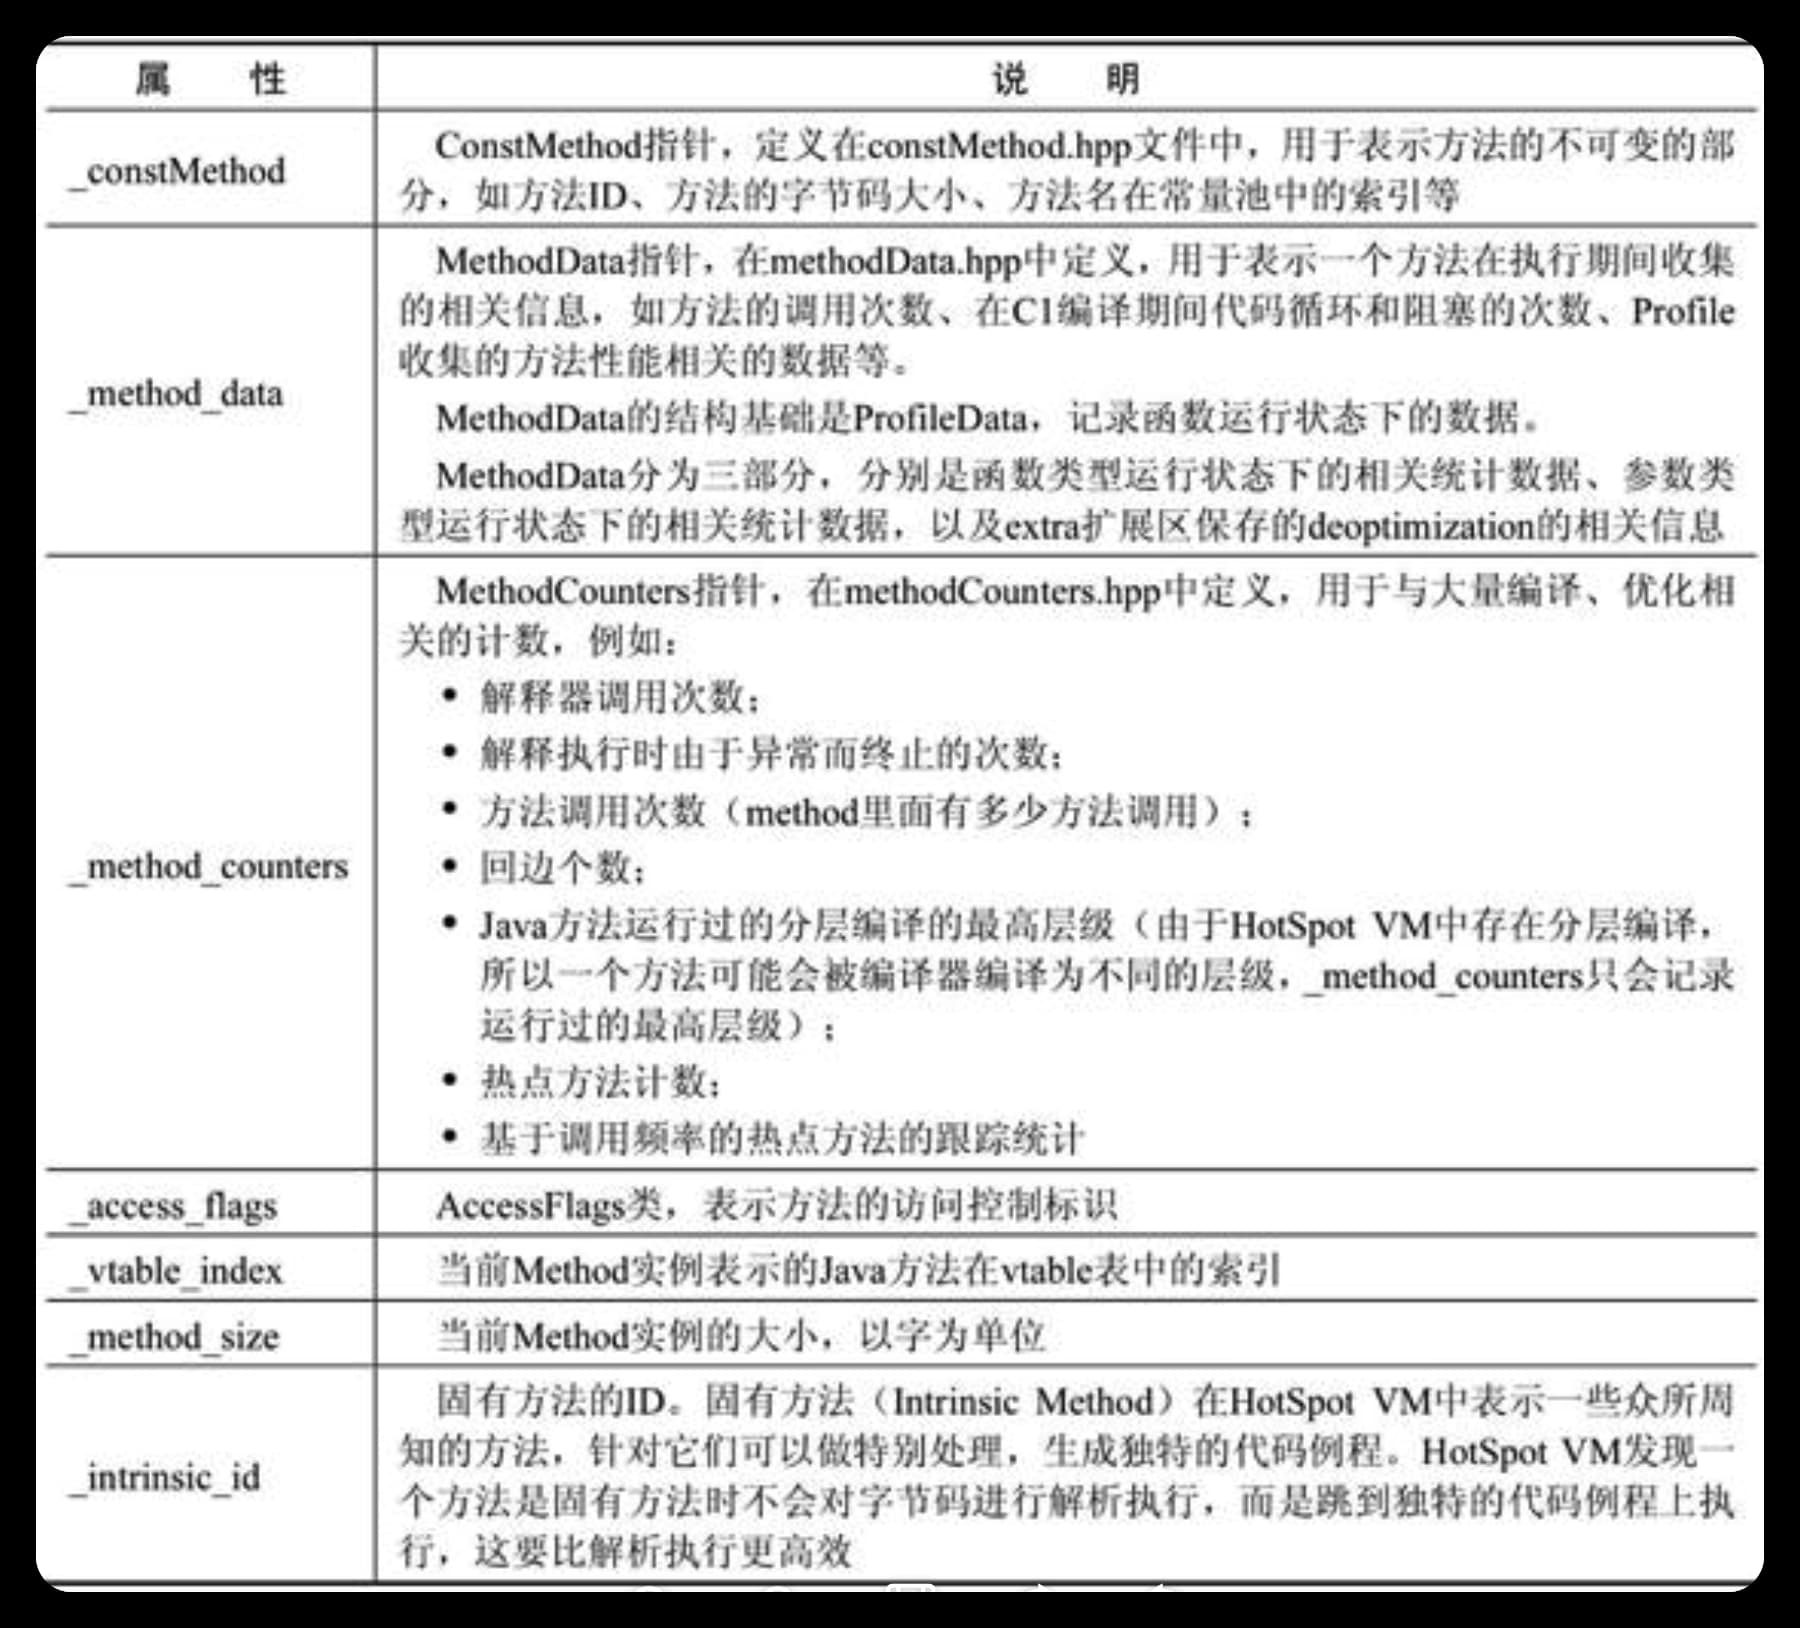 属 性 说 明
_constMethod
ConstMethod指针，定义在constMethod.hpp文件中，用于表示方法的不可变的部
分，如方法ID、方法的字节码大小、方法名在常量池中的索引等
_method_data
MethodData指针，在methodData.hpp中定义，用于表示一个方法在执行期间收集
的相关信息，如方法的调用次数、在C1编译期间代码循环和阻塞的次数、Profile
收集的方法性能相关的数据等。
MethodData的结构基础是ProfileData，记录函数运行状态下的数据。
MethodData分为三部分，分别是函数类型运行状态下的相关统计数据、参数类
型运行状态下的相关统计数据，以及extra扩展区保存的deoptimization的相关信息
_method_counters
MethodCounters指针，在methodCounters.hpp中定义，用于与大量编译、优化相
关的计数，例如：
• 解释器调用次数；
• 解释执行时由于异常而终止的次数；
• 方法调用次数（method里面有多少方法调用）；
• 回边个数；
• Java方法运行过的分层编译的最高层级（由于HotSpot VM中存在分层编译，
所以一个方法可能会被编译器编译为不同的层级，_method_counters只会记录
运行过的最高层级）；
• 热点方法计数；
• 基于调用频率的热点方法的跟踪统计
_access_flags
AccessFlags类，表示方法的访问控制标识
_vtable_index
当前Method实例表示的Java方法在vtable表中的索引
_method_size
当前Method实例的大小，以字为单位
_intrinsic_id
固有方法的ID。固有方法（Intrinsic Method）在HotSpot VM中表示一些众所周
知的方法，针对它们可以做特别处理，生成独特的代码例程。HotSpot VM发现一
个方法是固有方法时不会对字节码进行解析执行，而是跳到独特的代码例程上执
行，这要比解析执行更高效